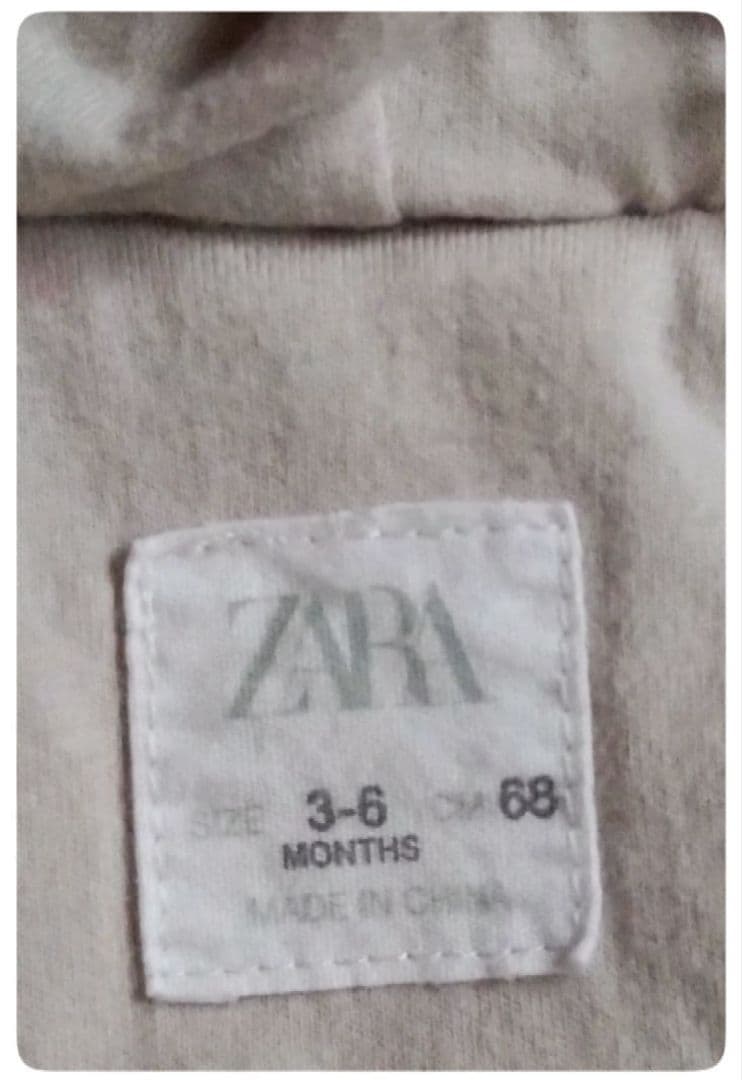 ZARA
SIZE 3-6 CM 68
MONTHS
MADE IN CHINA